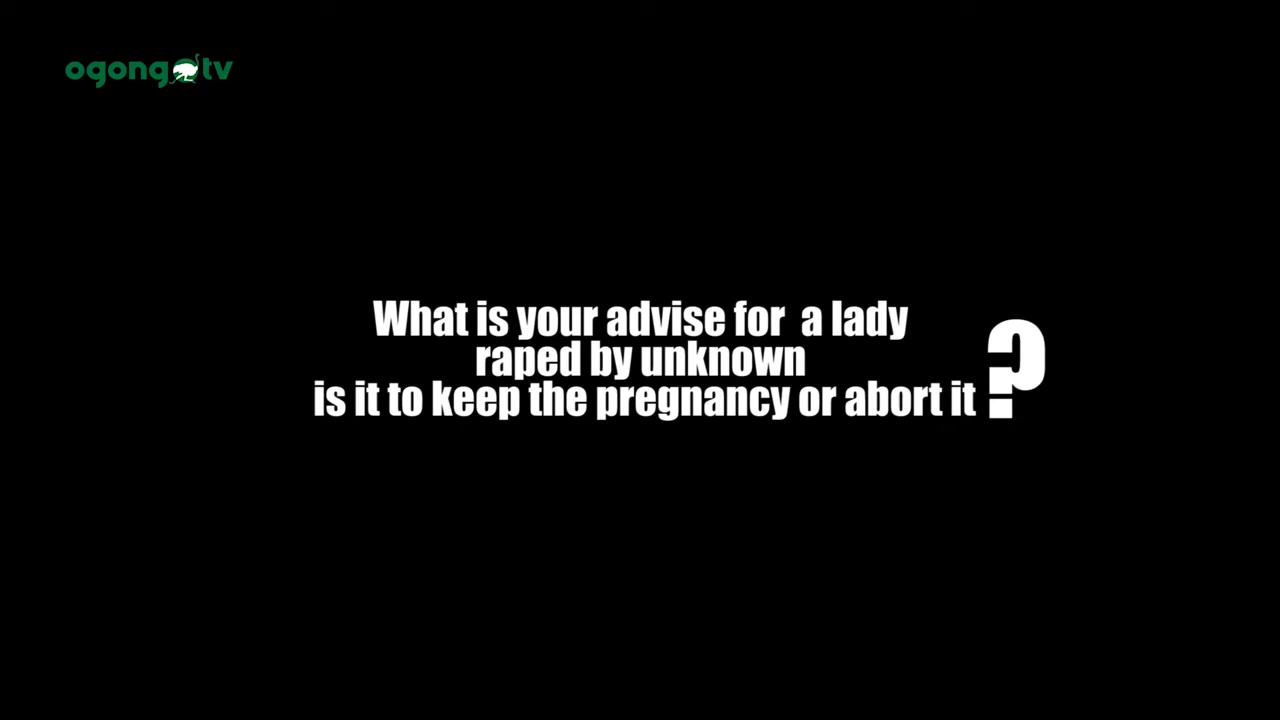 ogongotv
What is your advise for a lady
raped by unknown
is it to keep the pregnancy or abort it ?